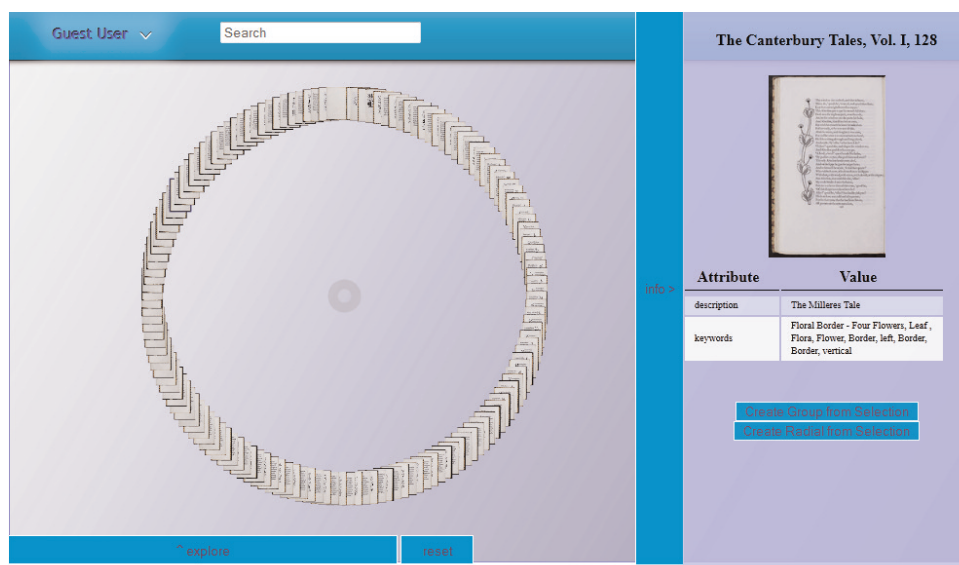 Guest User
Search
The Canterbury Tales, Vol. I, 128
Attribute Value
description The Milleres Tale
keywords Floral Border - Four Flowers, Leaf ,
Flora, Flower, Border, left, Border,
Border, vertical
info >
Create Group from Selection
Create Redial from Selection
^ explore
reset